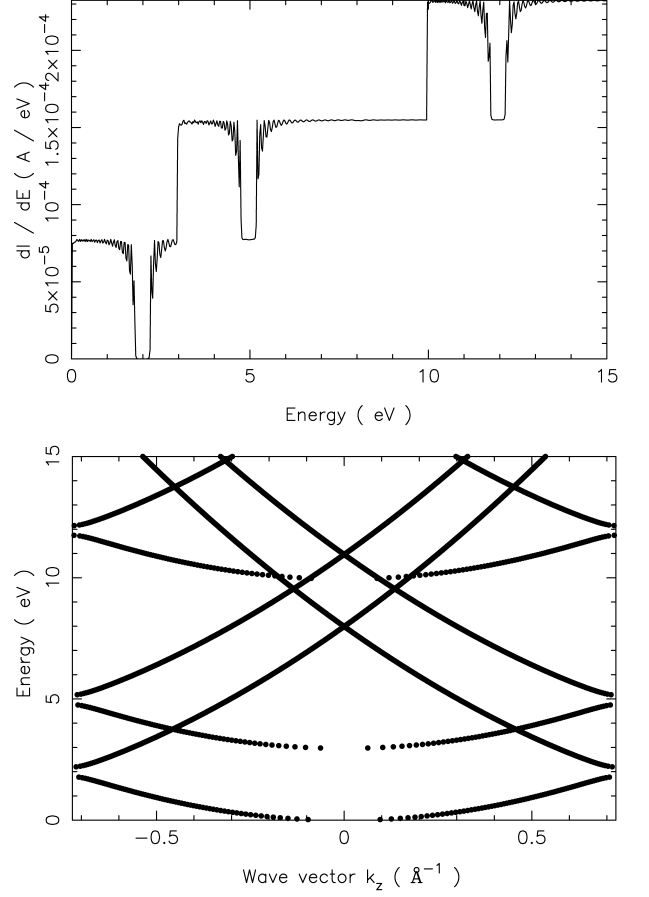 dI / dE ( A / eV )
2×10⁻⁴
1.5×10⁻⁴
10⁻⁴
5×10⁻⁵
0
0 5 10 15
Energy ( eV )
Energy ( eV )
15
10
5
0
−0.5 0 0.5
Wave vector k_z ( Å⁻¹ )